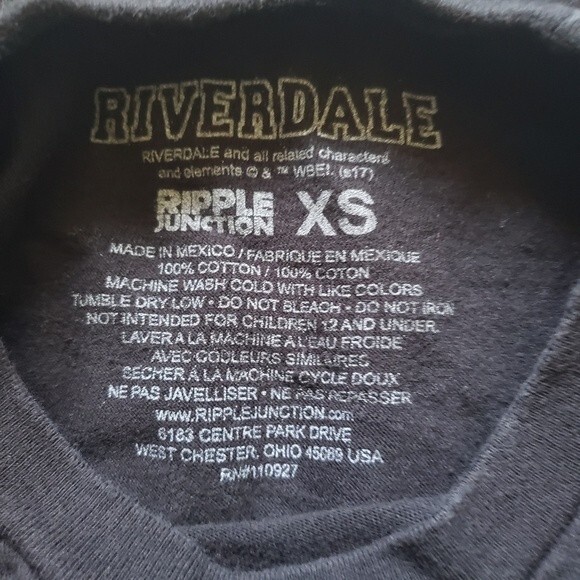 RIVERDALE
RIVERDALE and all related characters
and elements © & ™ WBEI. (s17)
RIPPLE JUNCTION XS
MADE IN MEXICO / FABRIQUE EN MEXIQUE
100% COTTON / 100% COTON
MACHINE WASH COLD WITH LIKE COLORS
TUMBLE DRY LOW • DO NOT BLEACH • DO NOT IRON
NOT INTENDED FOR CHILDREN 12 AND UNDER.
LAVER A LA MACHINE A L'EAU FROIDE
AVEC COULEURS SIMILIRES
SECHER A LA MACHINE CYCLE DOUX
NE PAS JAVELLISER • NE PAS REPASSER
www.RIPPLEJUNCTION.com
6183 CENTRE PARK DRIVE
WEST CHESTER, OHIO 45069 USA
RN#110927